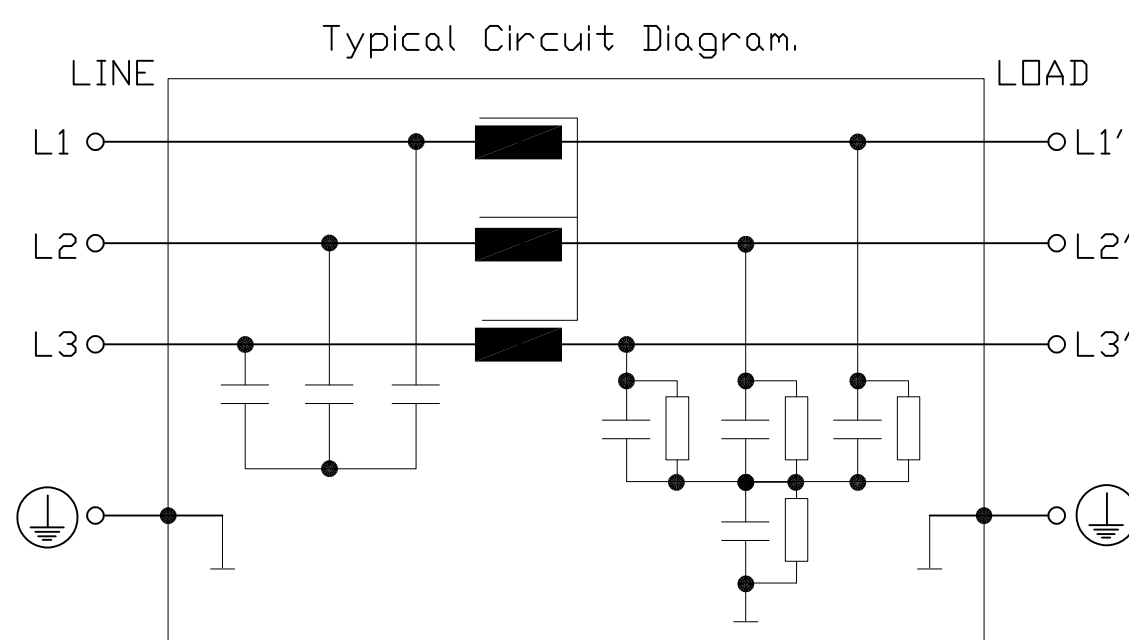 Typical Circuit Diagram.
LINE
LOAD
L1
L1'
L2
L2'
L3
L3'